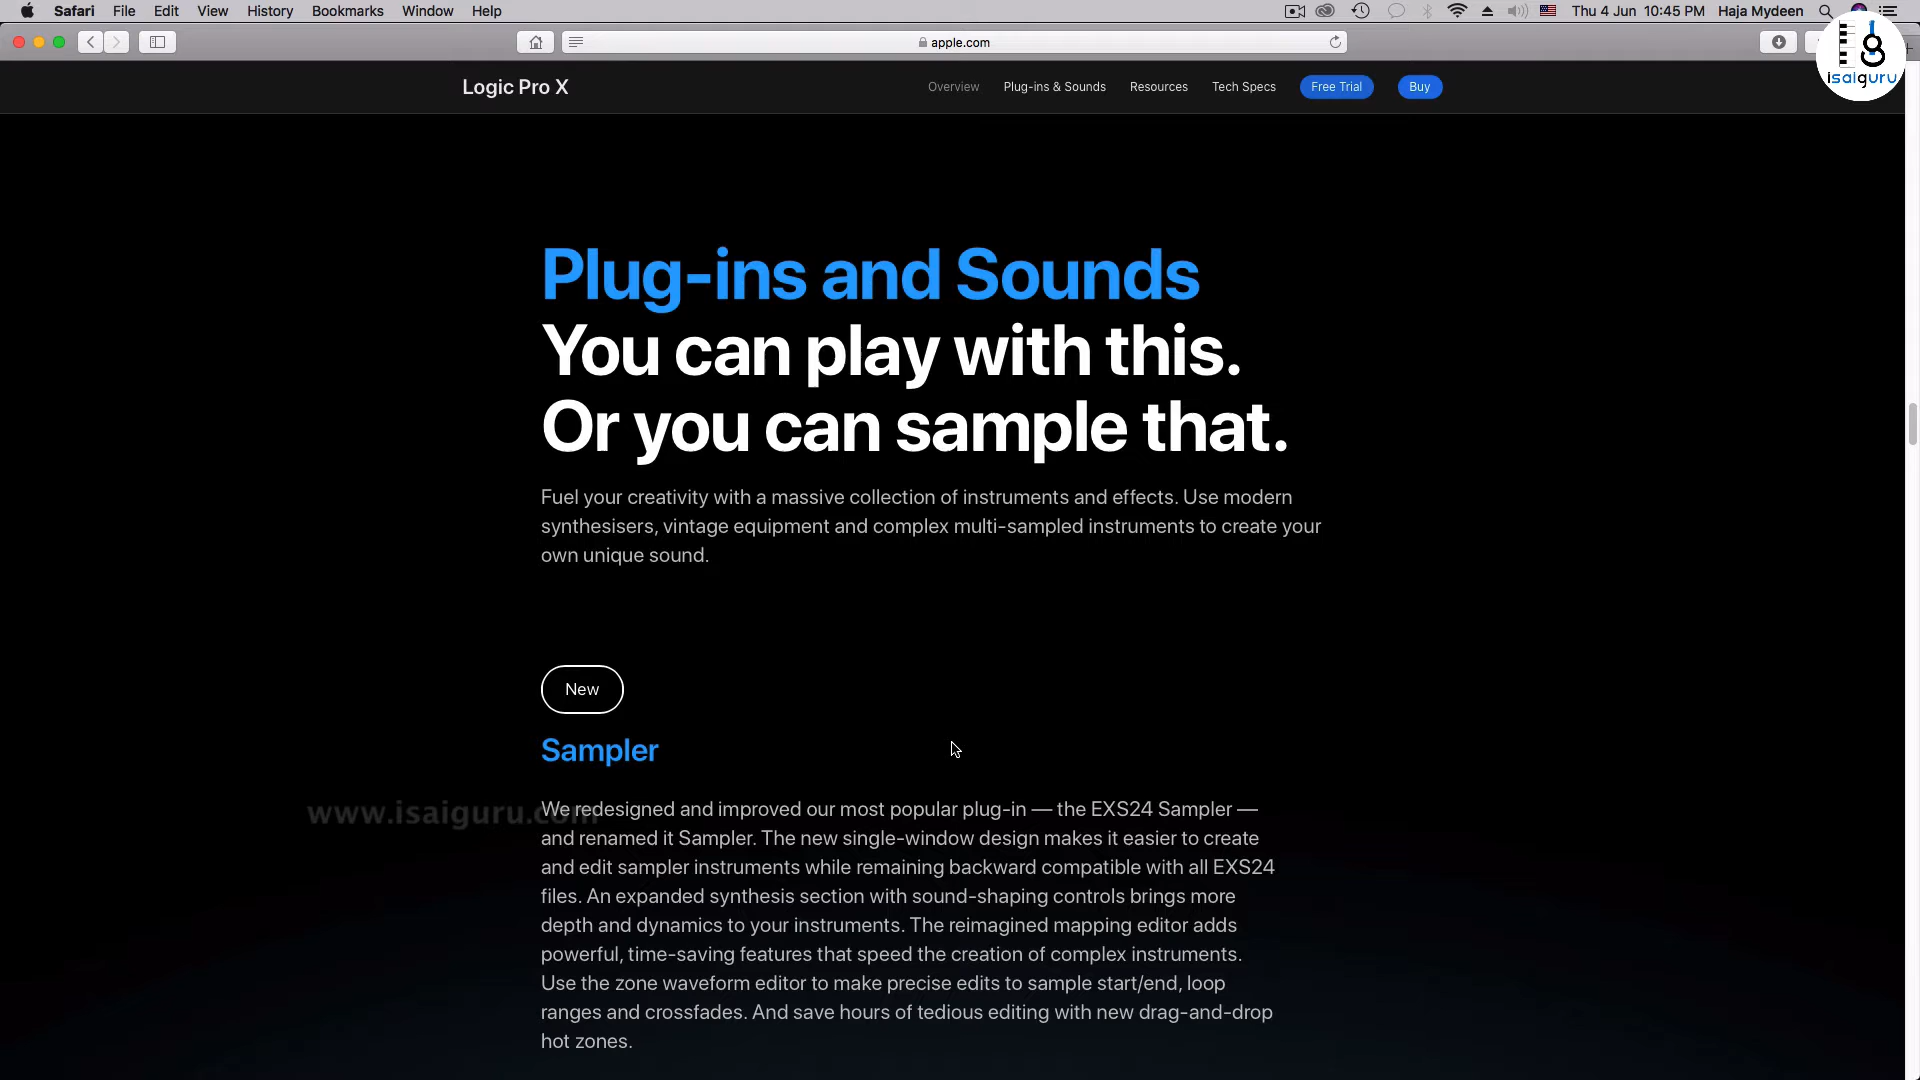 Safari File Edit View History Bookmarks Window Help Thu 4 Jun 10:45 PM Haja Mydeen
apple.com
isaiguru
Logic Pro X Overview Plug-ins & Sounds Resources Tech Specs Free Trial Buy
Plug-ins and Sounds
You can play with this.
Or you can sample that.
Fuel your creativity with a massive collection of instruments and effects. Use modern
synthesisers, vintage equipment and complex multi-sampled instruments to create your
own unique sound.
New
Sampler
www.isaiguru.com
We redesigned and improved our most popular plug-in — the EXS24 Sampler —
and renamed it Sampler. The new single-window design makes it easier to create
and edit sampler instruments while remaining backward compatible with all EXS24
files. An expanded synthesis section with sound-shaping controls brings more
depth and dynamics to your instruments. The reimagined mapping editor adds
powerful, time-saving features that speed the creation of complex instruments.
Use the zone waveform editor to make precise edits to sample start/end, loop
ranges and crossfades. And save hours of tedious editing with new drag-and-drop
hot zones.